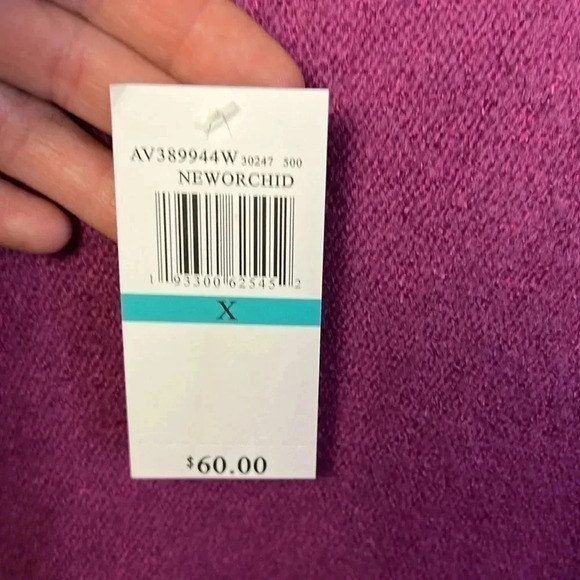 AV389944W 30247 500
NEWORCHID
1 93300 62545 2
X
$60.00